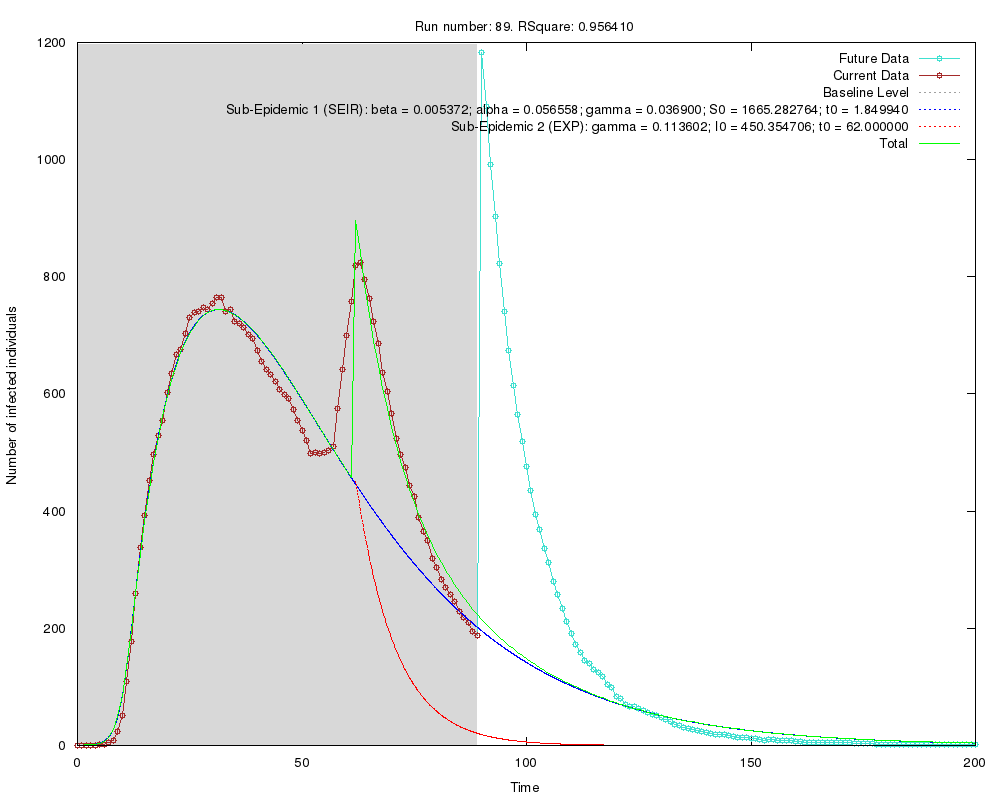 Run number: 89. RSquare: 0.956410
1200
1000
800
600
400
200
0
Number of infected individuals
Future Data
Current Data
Baseline Level
Sub-Epidemic 1 (SEIR): beta = 0.005372; alpha = 0.056558; gamma = 0.036900; S0 = 1665.282764; t0 = 1.849940
Sub-Epidemic 2 (EXP): gamma = 0.113602; I0 = 450.354706; t0 = 62.000000
Total
0 50 100 150 200
Time